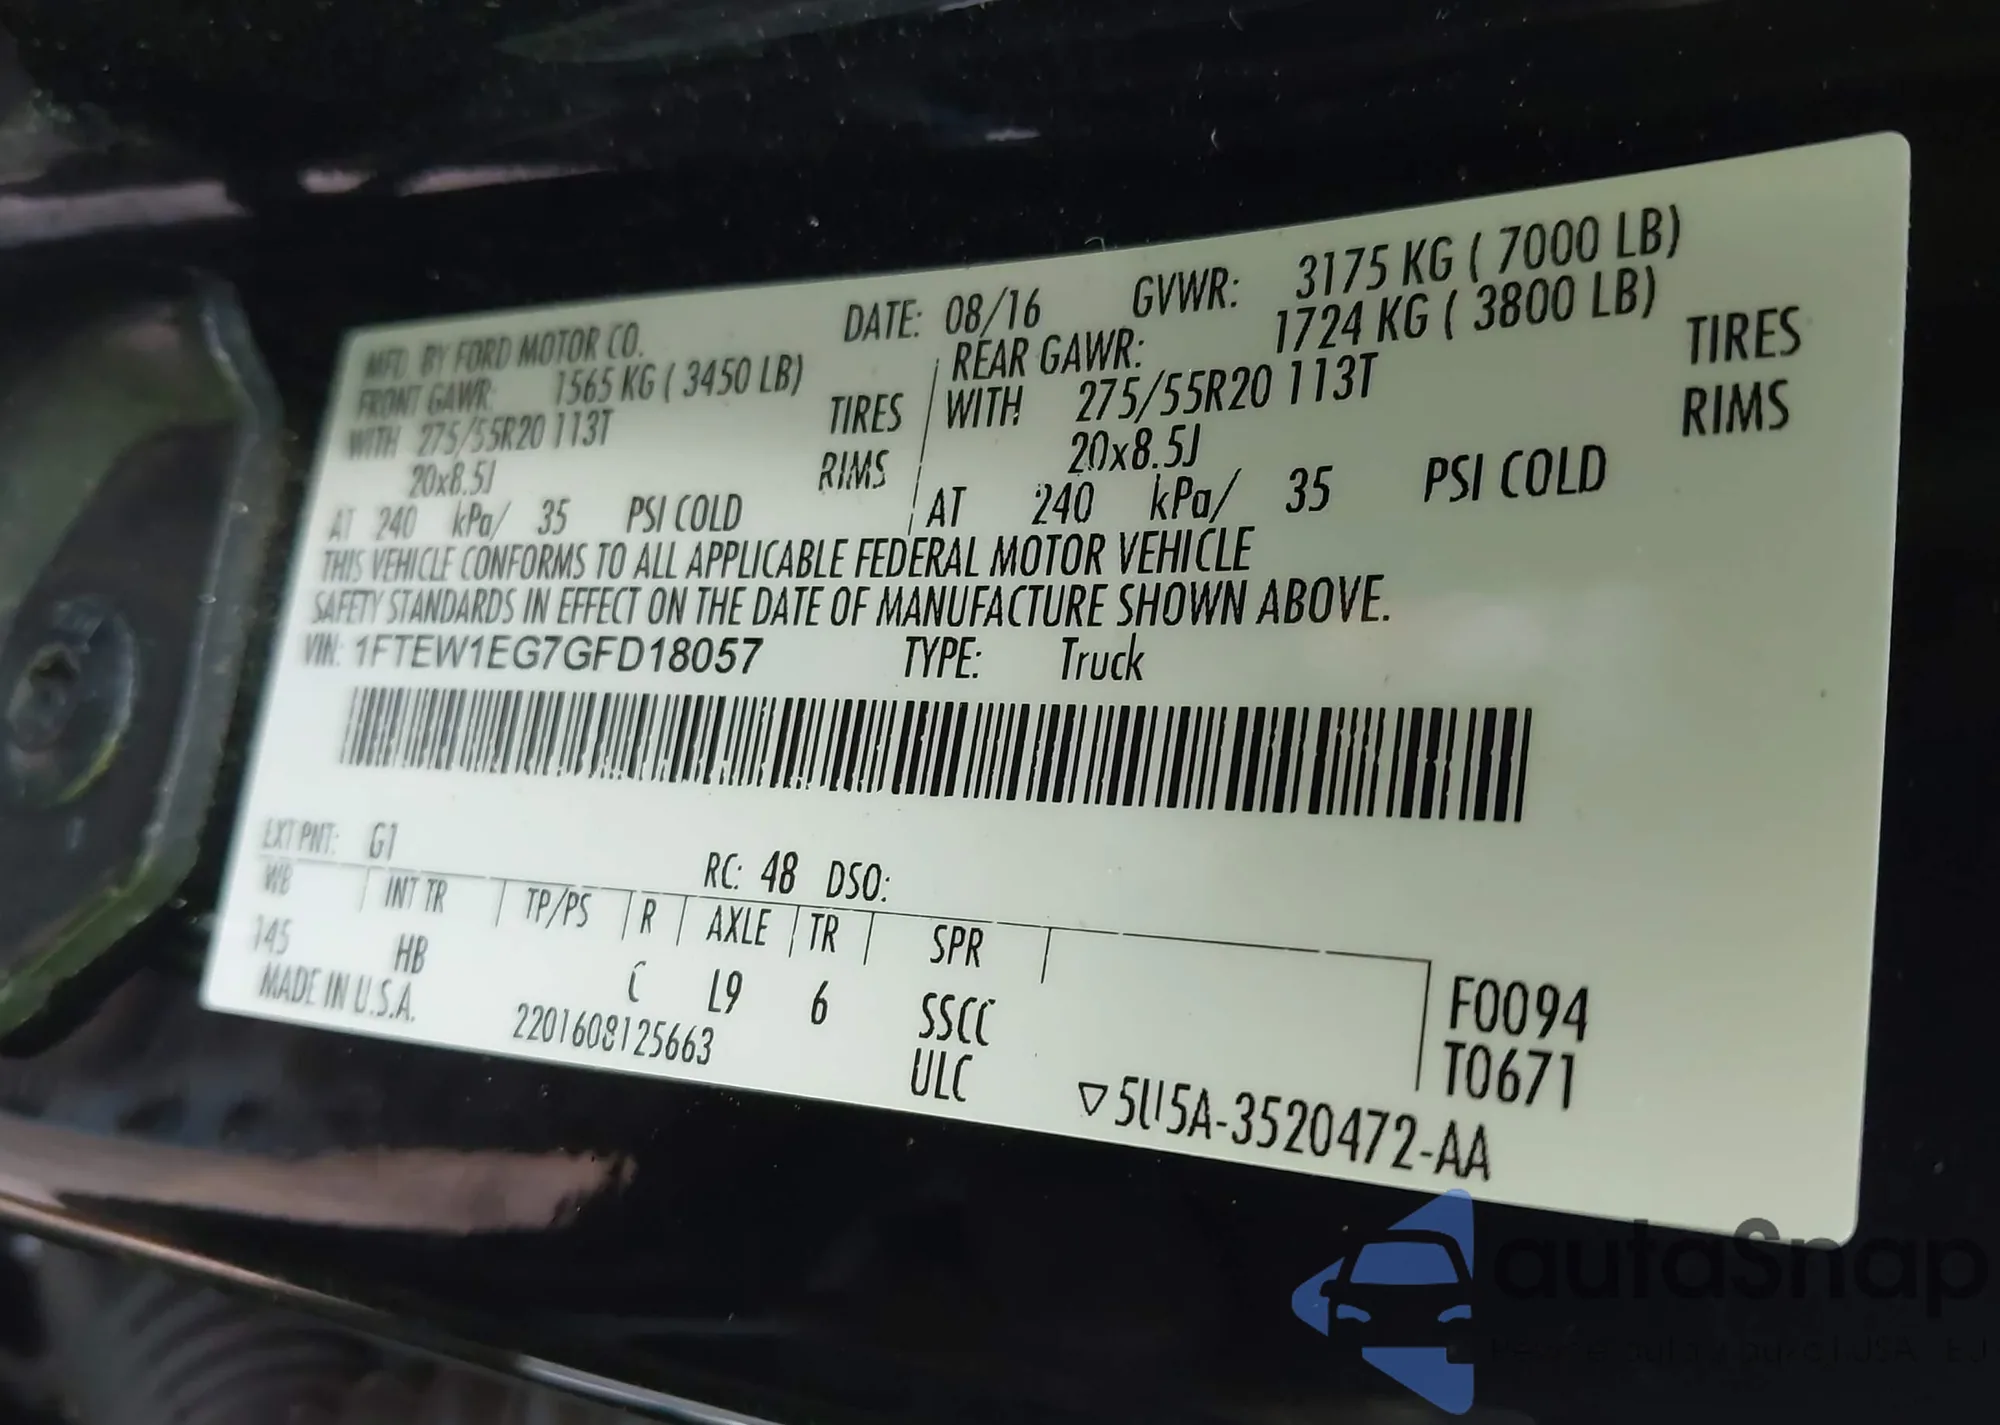 MFD. BY FORD MOTOR CO. DATE: 08/16 GVWR: 3175 KG ( 7000 LB)
FRONT GAWR: 1565 KG ( 3450 LB) REAR GAWR: 1724 KG ( 3800 LB)
WITH 275/55R20 113T TIRES WITH 275/55R20 113T TIRES
20x8.5J RIMS 20x8.5J RIMS
AT 240 kPa/ 35 PSI COLD AT 240 kPa/ 35 PSI COLD
THIS VEHICLE CONFORMS TO ALL APPLICABLE FEDERAL MOTOR VEHICLE
SAFETY STANDARDS IN EFFECT ON THE DATE OF MANUFACTURE SHOWN ABOVE.
VIN: 1FTEW1EG7GFD18057 TYPE: Truck
EXT PNT: G1 RC: 48 DSO:
WB INT TR TP/PS R AXLE TR SPR
145 HB C L9 6 SSCC F0094
MADE IN U.S.A. 2201608125663 ULC T0671
▽5U5A-3520472-AA
autoSnap